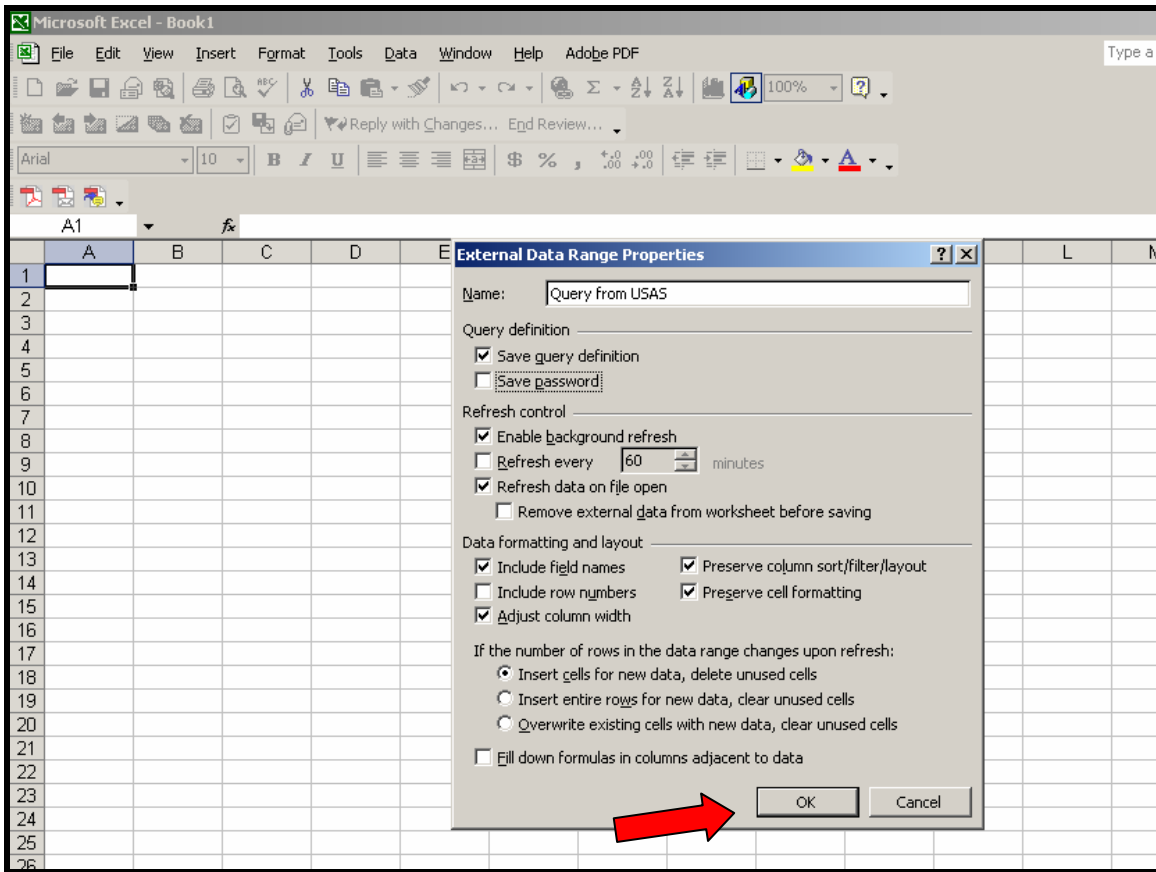 Microsoft Excel - Book1
File Edit View Insert Format Tools Data Window Help Adobe PDF Type a
100%
Reply with Changes... End Review...
Arial 10 B I U $ % ,
A1 fx
A B C D E L
External Data Range Properties
1
Name: Query from USAS
2
3
Query definition
4
Save query definition
5
Save password
6
Refresh control
7
Enable background refresh
8
Refresh every 60 minutes
9
Refresh data on file open
10
Remove external data from worksheet before saving
11
12
Data formatting and layout
13
Include field names Preserve column sort/filter/layout
14
Include row numbers Preserve cell formatting
15
Adjust column width
16
If the number of rows in the data range changes upon refresh:
17
Insert cells for new data, delete unused cells
18
Insert entire rows for new data, clear unused cells
19
Overwrite existing cells with new data, clear unused cells
20
21
Fill down formulas in columns adjacent to data
22
23
OK Cancel
24
25
26